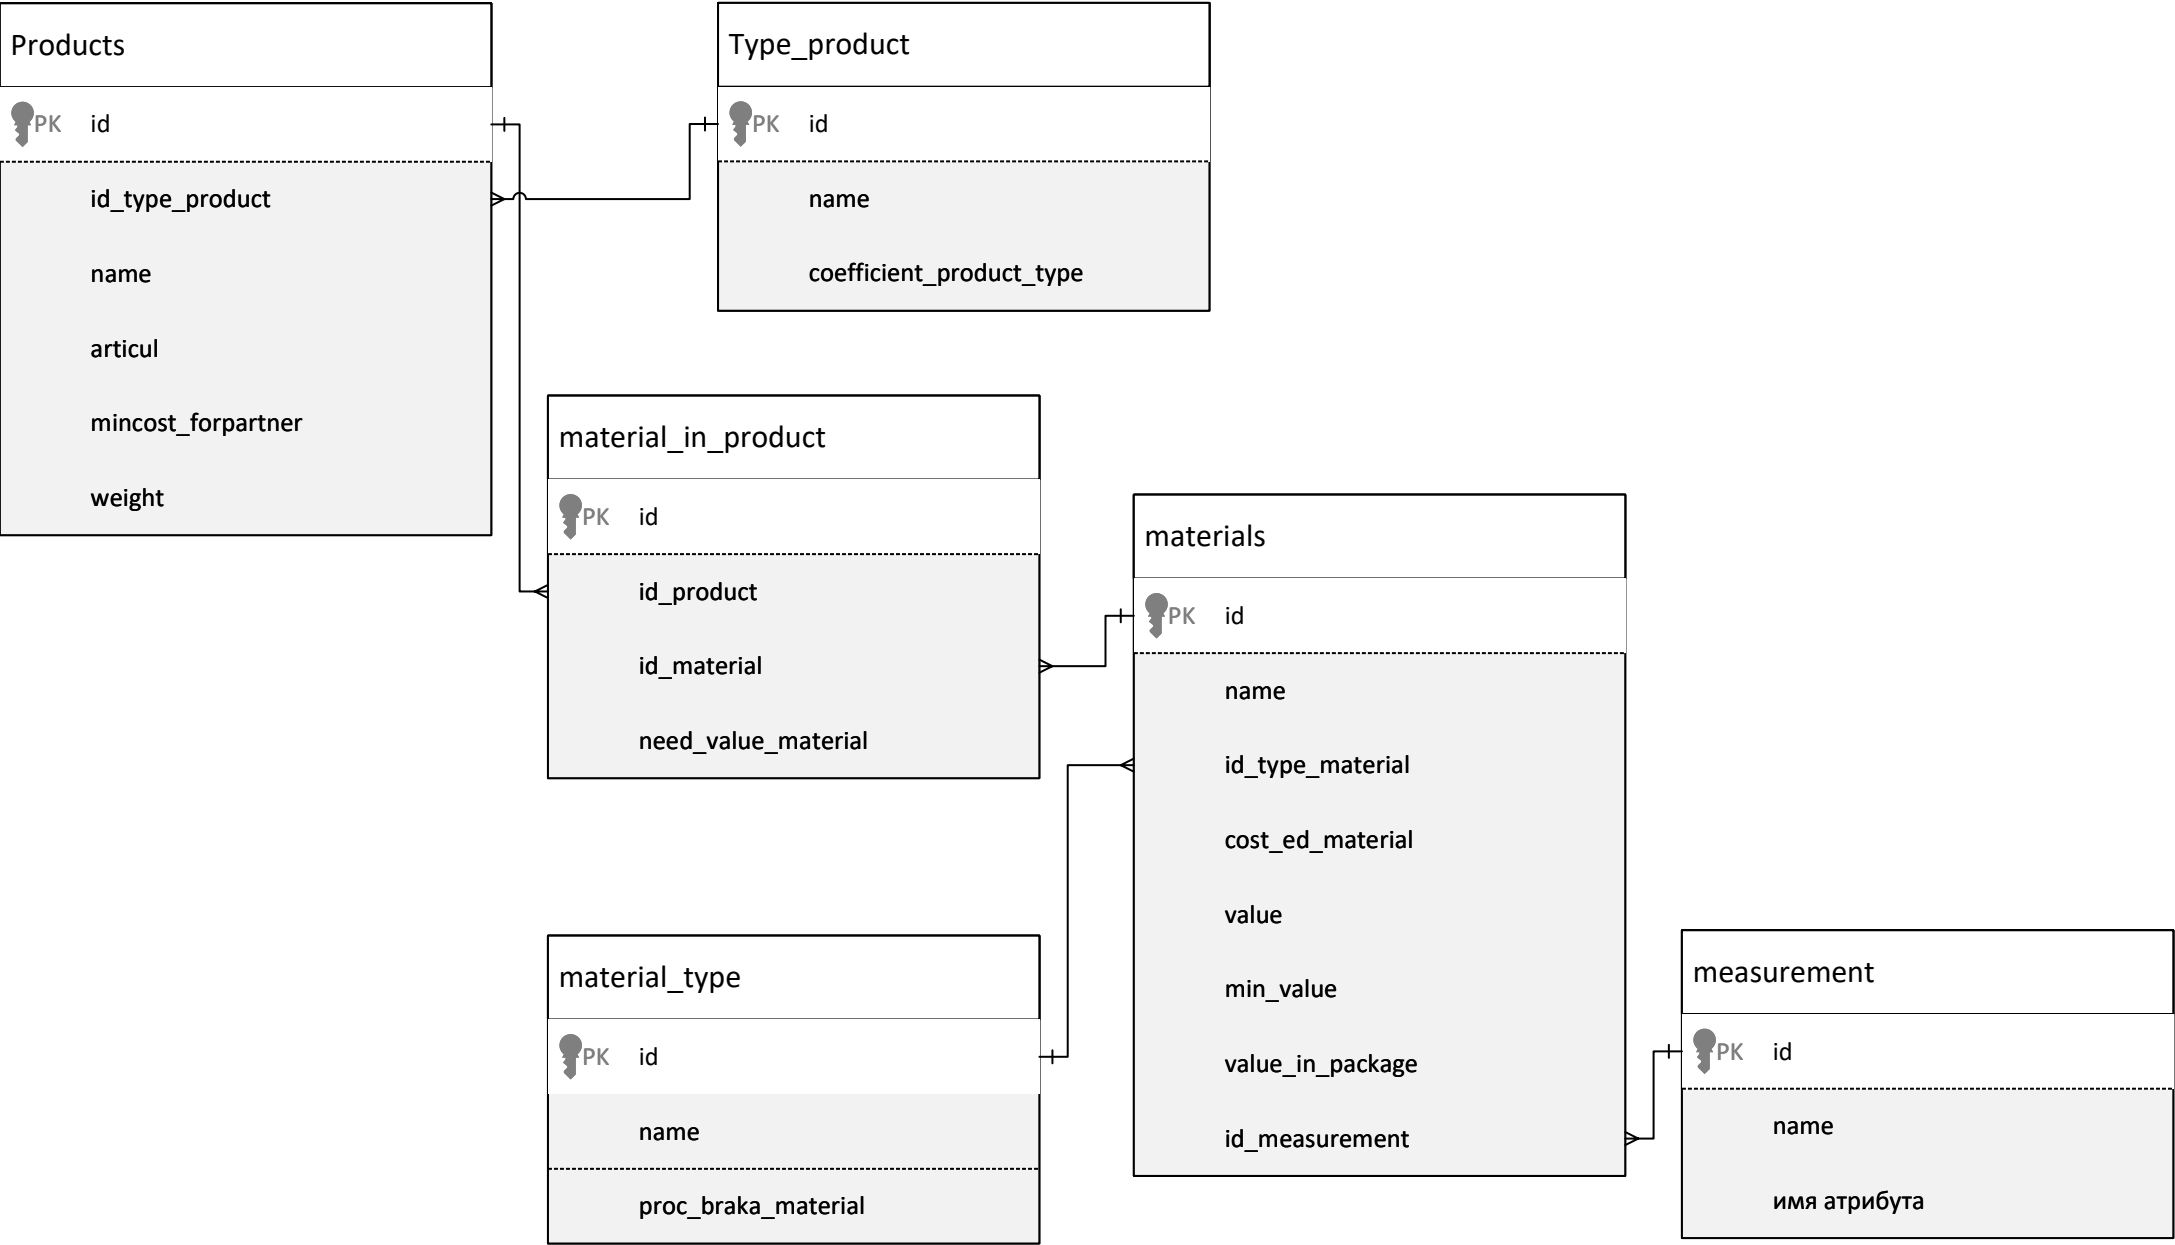 Products
PK id
id_type_product
name
articul
mincost_forpartner
weight
Type_product
PK id
name
coefficient_product_type
material_in_product
PK id
id_product
id_material
need_value_material
materials
PK id
name
id_type_material
cost_ed_material
value
min_value
value_in_package
id_measurement
material_type
PK id
name
proc_braka_material
measurement
PK id
name
имя атрибута